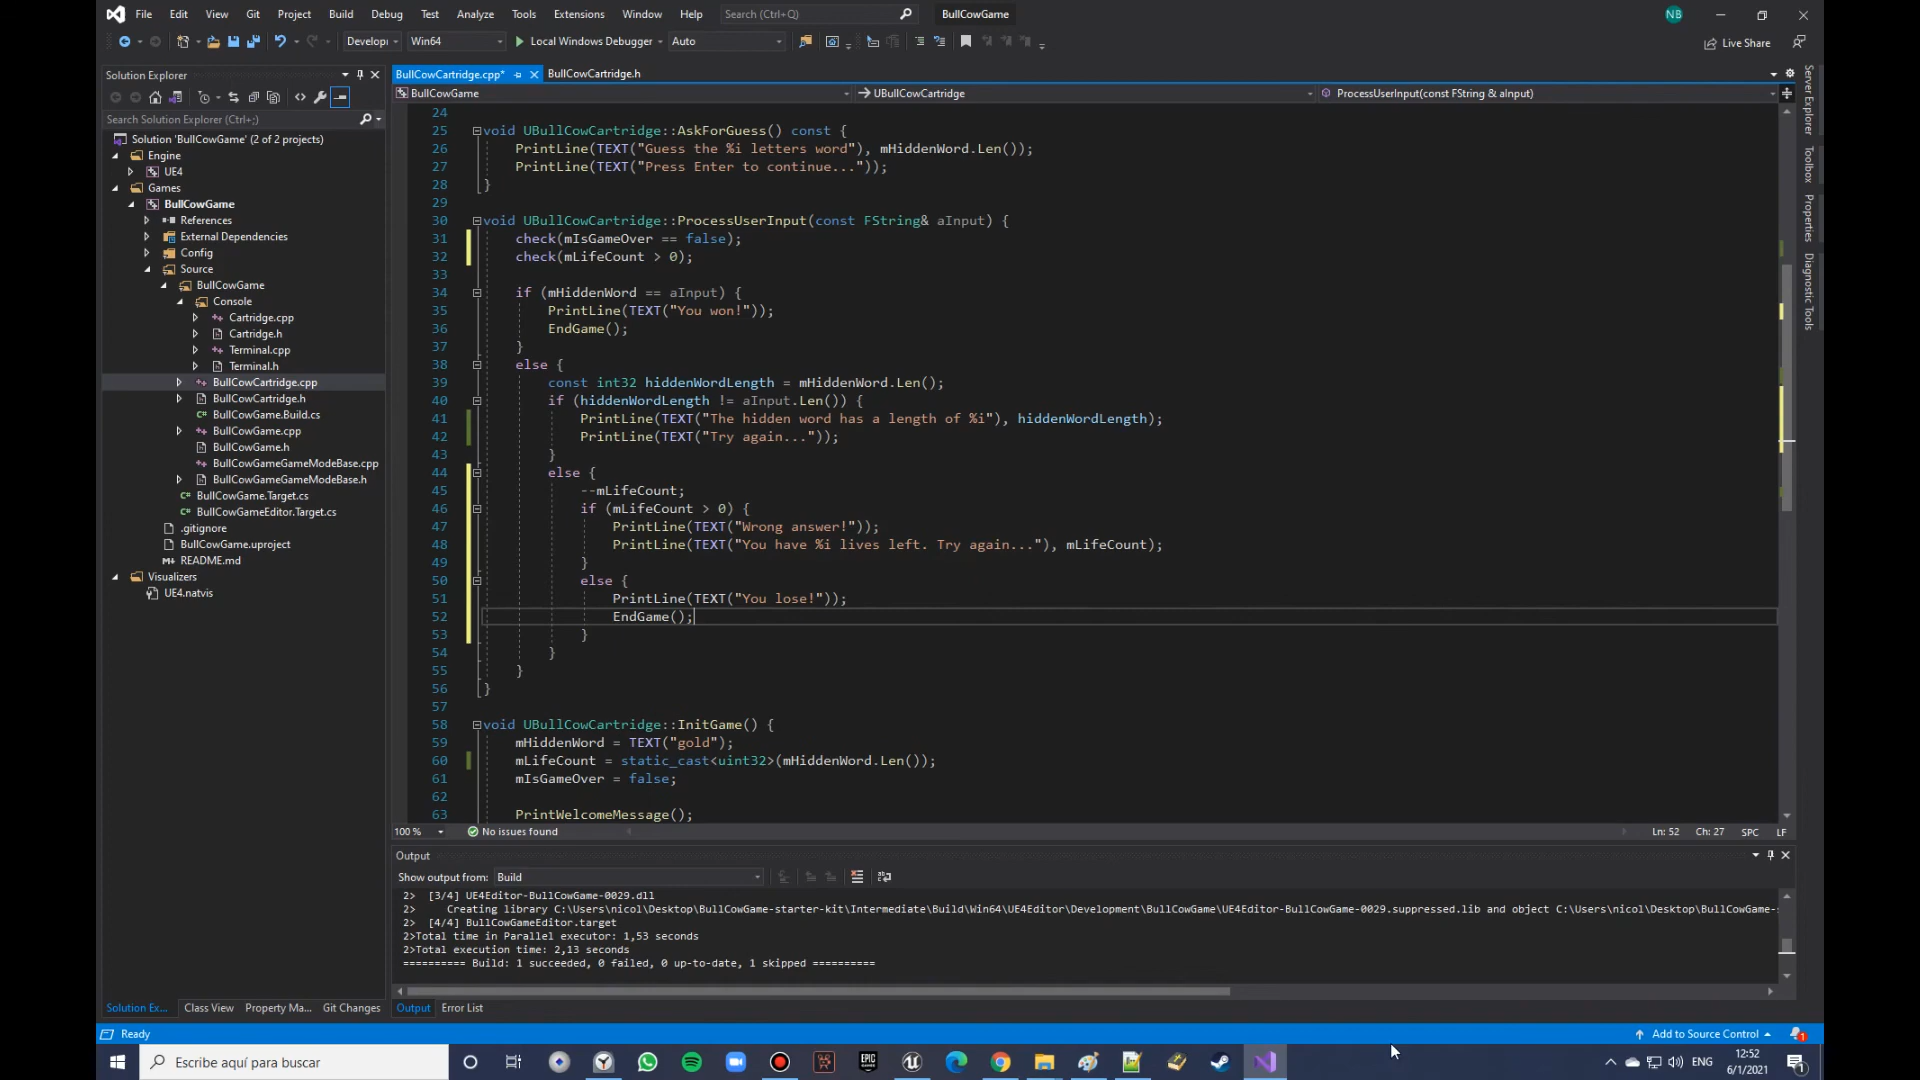 File Edit View Git Project Build Debug Test Analyze Tools Extensions Window Help Search (Ctrl+Q) BullCowGame NB
Develop Win64 Local Windows Debugger Auto Live Share
Solution Explorer
Search Solution Explorer (Ctrl+;)
Solution 'BullCowGame' (2 of 2 projects)
Engine
UE4
Games
BullCowGame
References
External Dependencies
Config
Source
BullCowGame
Console
Cartridge.cpp
Cartridge.h
Terminal.cpp
Terminal.h
BullCowCartridge.cpp
BullCowCartridge.h
BullCowGame.Build.cs
BullCowGame.cpp
BullCowGame.h
BullCowGameGameModeBase.cpp
BullCowGameGameModeBase.h
BullCowGame.Target.cs
BullCowGameEditor.Target.cs
.gitignore
BullCowGame.uproject
README.md
Visualizers
UE4.natvis
Solution Ex... Class View Property Ma... Git Changes
BullCowCartridge.cpp* BullCowCartridge.h
BullCowGame UBullCowCartridge ProcessUserInput(const FString & aInput)
24
25 void UBullCowCartridge::AskForGuess() const {
26 PrintLine(TEXT("Guess the %i letters word"), mHiddenWord.Len());
27 PrintLine(TEXT("Press Enter to continue..."));
28 }
29
30 void UBullCowCartridge::ProcessUserInput(const FString& aInput) {
31 check(mIsGameOver == false);
32 check(mLifeCount > 0);
33
34 if (mHiddenWord == aInput) {
35 PrintLine(TEXT("You won!"));
36 EndGame();
37 }
38 else {
39 const int32 hiddenWordLength = mHiddenWord.Len();
40 if (hiddenWordLength != aInput.Len()) {
41 PrintLine(TEXT("The hidden word has a length of %i"), hiddenWordLength);
42 PrintLine(TEXT("Try again..."));
43 }
44 else {
45 --mLifeCount;
46 if (mLifeCount > 0) {
47 PrintLine(TEXT("Wrong answer!"));
48 PrintLine(TEXT("You have %i lives left. Try again..."), mLifeCount);
49 }
50 else {
51 PrintLine(TEXT("You lose!"));
52 EndGame();
53 }
54 }
55 }
56 }
57
58 void UBullCowCartridge::InitGame() {
59 mHiddenWord = TEXT("gold");
60 mLifeCount = static_cast<uint32>(mHiddenWord.Len());
61 mIsGameOver = false;
62
63 PrintWelcomeMessage();
100 % No issues found Ln: 52 Ch: 27 SPC LF
Output
Show output from: Build
2> [3/4] UE4Editor-BullCowGame-0029.dll
2> Creating library C:\Users\nicol\Desktop\BullCowGame-starter-kit\Intermediate\Build\Win64\UE4Editor\Development\BullCowGame\UE4Editor-BullCowGame-0029.suppressed.lib and object C:\Users\nicol\Desktop\BullCowGame-
2> [4/4] BullCowGameEditor.target
2>Total time in Parallel executor: 1,53 seconds
2>Total execution time: 2,13 seconds
========== Build: 1 succeeded, 0 failed, 0 up-to-date, 1 skipped ==========
Output Error List
Server Explorer
Toolbox
Properties
Diagnostic Tools
Ready Add to Source Control 1
Escribe aquí para buscar EPIC GAMES ENG 12:52
6/1/2021 1